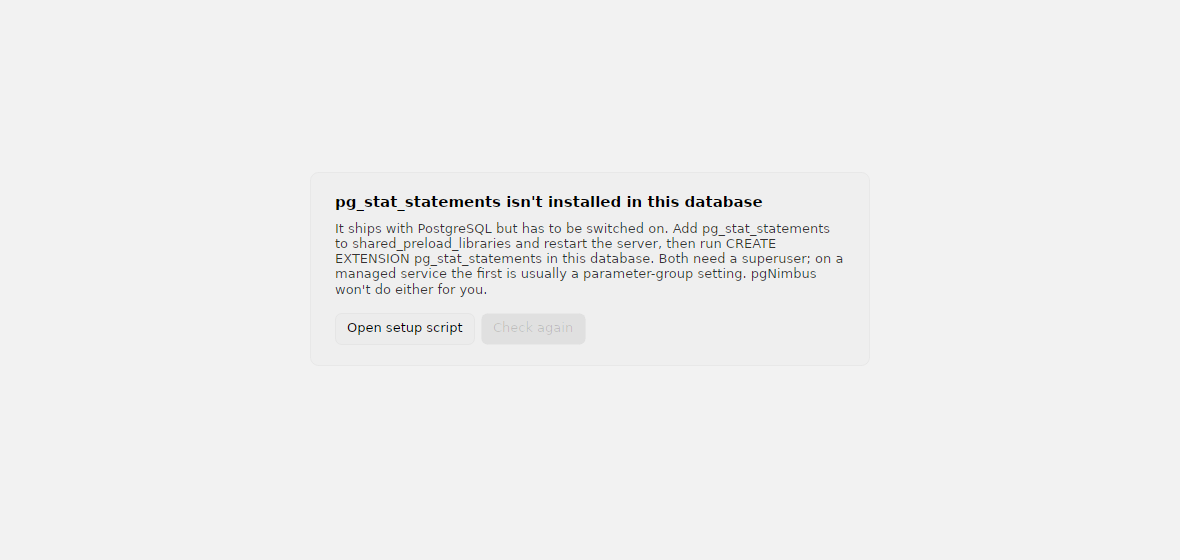 pg_stat_statements isn't installed in this database
It ships with PostgreSQL but has to be switched on. Add pg_stat_statements
to shared_preload_libraries and restart the server, then run CREATE
EXTENSION pg_stat_statements in this database. Both need a superuser; on a
managed service the first is usually a parameter-group setting. pgNimbus
won't do either for you.
Open setup script
Check again